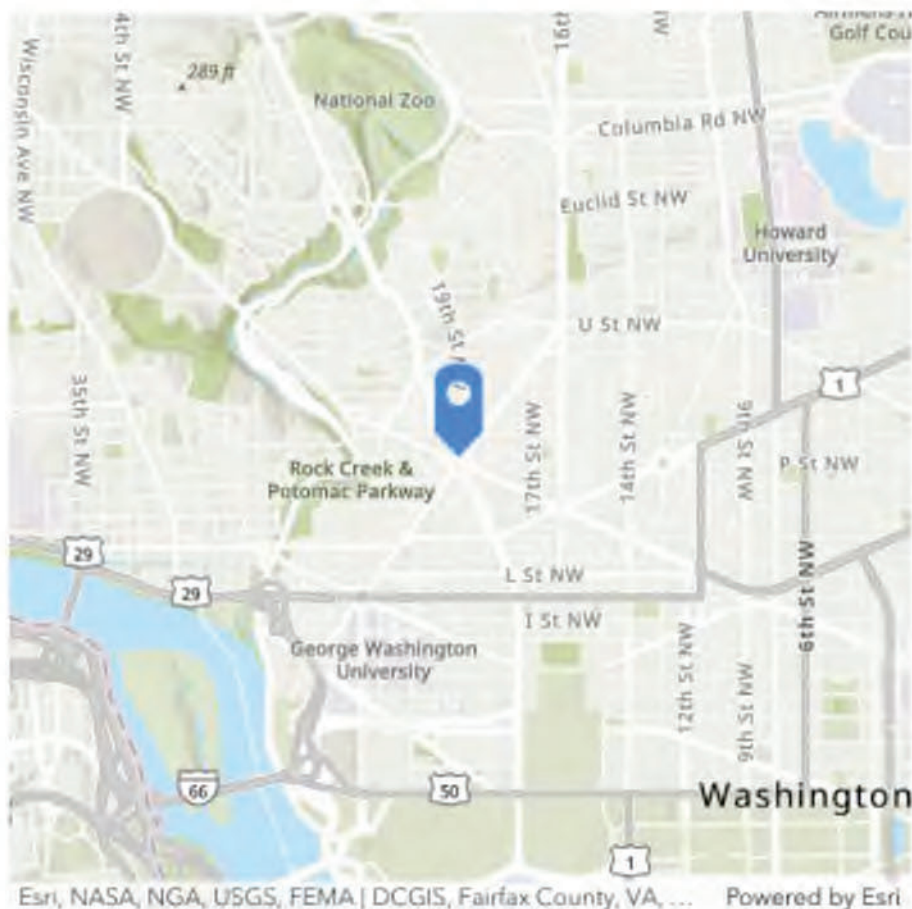 Golf Cou
16th
NW
Wisconsin Ave NW
4th St NW
289 ft
National Zoo
Columbia Rd NW
Euclid St NW
Howard
University
19th St
U St NW
35th St NW
1
17th St NW
14th St NW
9th St NW
P St NW
Rock Creek &
Potomac Parkway
29
29
L St NW
I St NW
6th St NW
George Washington
University
12th St NW
9th St NW
66
50
Washington
1
Esri, NASA, NGA, USGS, FEMA | DCGIS, Fairfax County, VA, ...
Powered by Esri